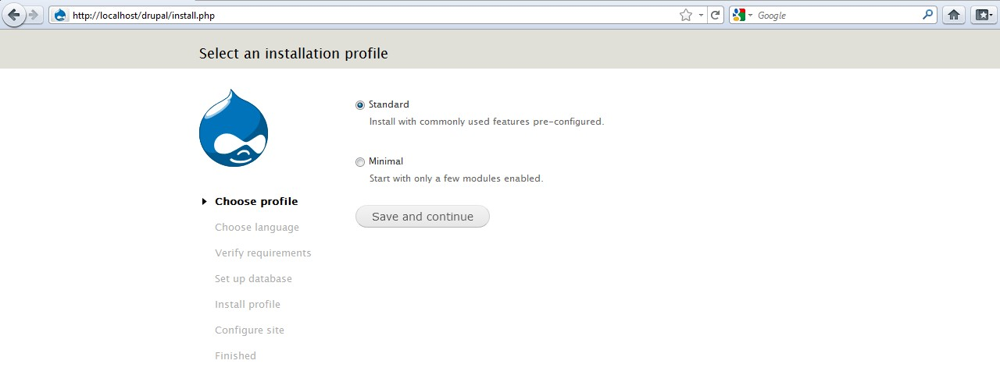 http://localhost/drupal/install.php
Google
Select an installation profile
Standard
Install with commonly used features pre-configured.
Minimal
Start with only a few modules enabled.
Save and continue
Choose profile
Choose language
Verify requirements
Set up database
Install profile
Configure site
Finished